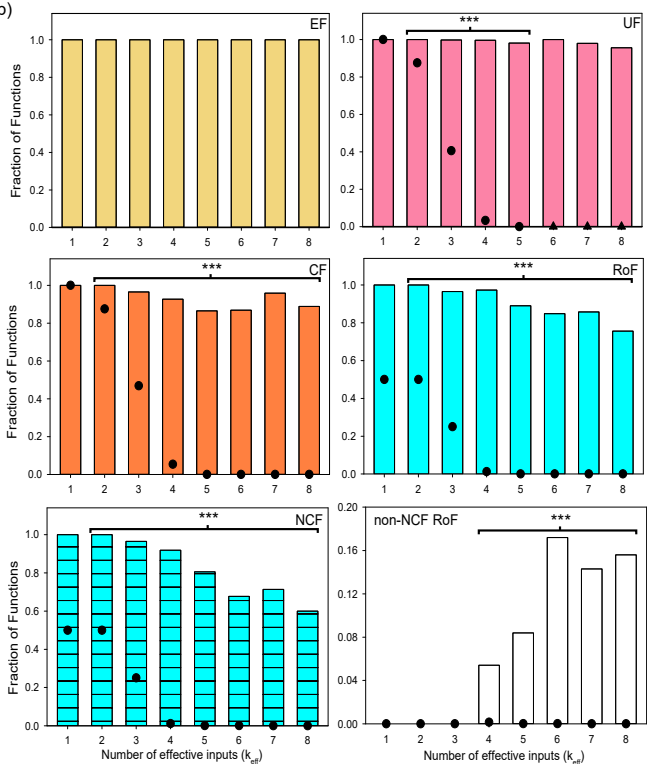 b)
EF
UF
***
Fraction of Functions
1.0
0.8
0.6
0.4
0.2
0.0
1 2 3 4 5 6 7 8
1.0
0.8
0.6
0.4
0.2
0.0
1 2 3 4 5 6 7 8
CF
***
RoF
***
Fraction of Functions
1.0
0.8
0.6
0.4
0.2
0.0
1 2 3 4 5 6 7 8
1.0
0.8
0.6
0.4
0.2
0.0
1 2 3 4 5 6 7 8
NCF
***
non-NCF RoF
***
Fraction of Functions
1.0
0.8
0.6
0.4
0.2
0.0
1 2 3 4 5 6 7 8
Number of effective inputs (keff)
0.20
0.16
0.12
0.08
0.04
0.00
1 2 3 4 5 6 7 8
Number of effective inputs (keff)